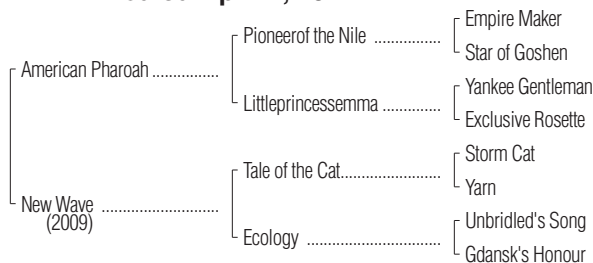 Empire Maker
Pioneerof the Nile ................
Star of Goshen
American Pharoah ................
Yankee Gentleman
Littleprincessemma ..............
Exclusive Rosette
Storm Cat
Tale of the Cat........................
Yarn
New Wave ............................
(2009)
Unbridled's Song
Ecology ................................
Gdansk's Honour